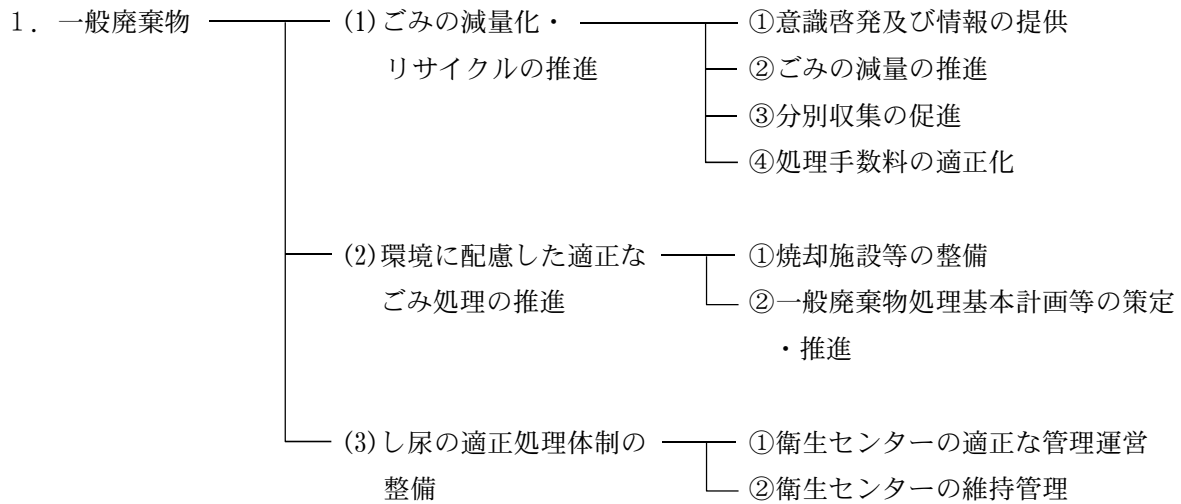 １．一般廃棄物
(1)ごみの減量化・
リサイクルの推進
①意識啓発及び情報の提供
②ごみの減量の推進
③分別収集の促進
④処理手数料の適正化
(2)環境に配慮した適正な
ごみ処理の推進
①焼却施設等の整備
②一般廃棄物処理基本計画等の策定
・推進
(3)し尿の適正処理体制の
整備
①衛生センターの適正な管理運営
②衛生センターの維持管理